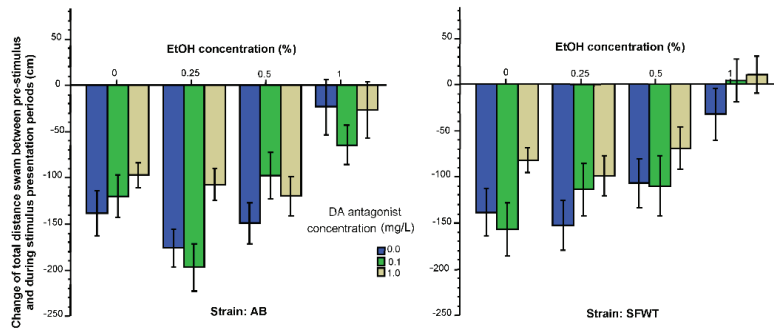 Change of total distance swam between pre-stimulus
and during stimulus presentation periods (cm)
EtOH concentration (%)
0 0.25 0.5 1
0
-50
-100
-150
-200
-250
DA antagonist
concentration (mg/L)
0.0
0.1
1.0
Strain: AB
EtOH concentration (%)
0 0.25 0.5 1
0
-50
-100
-150
-200
-250
Strain: SFWT